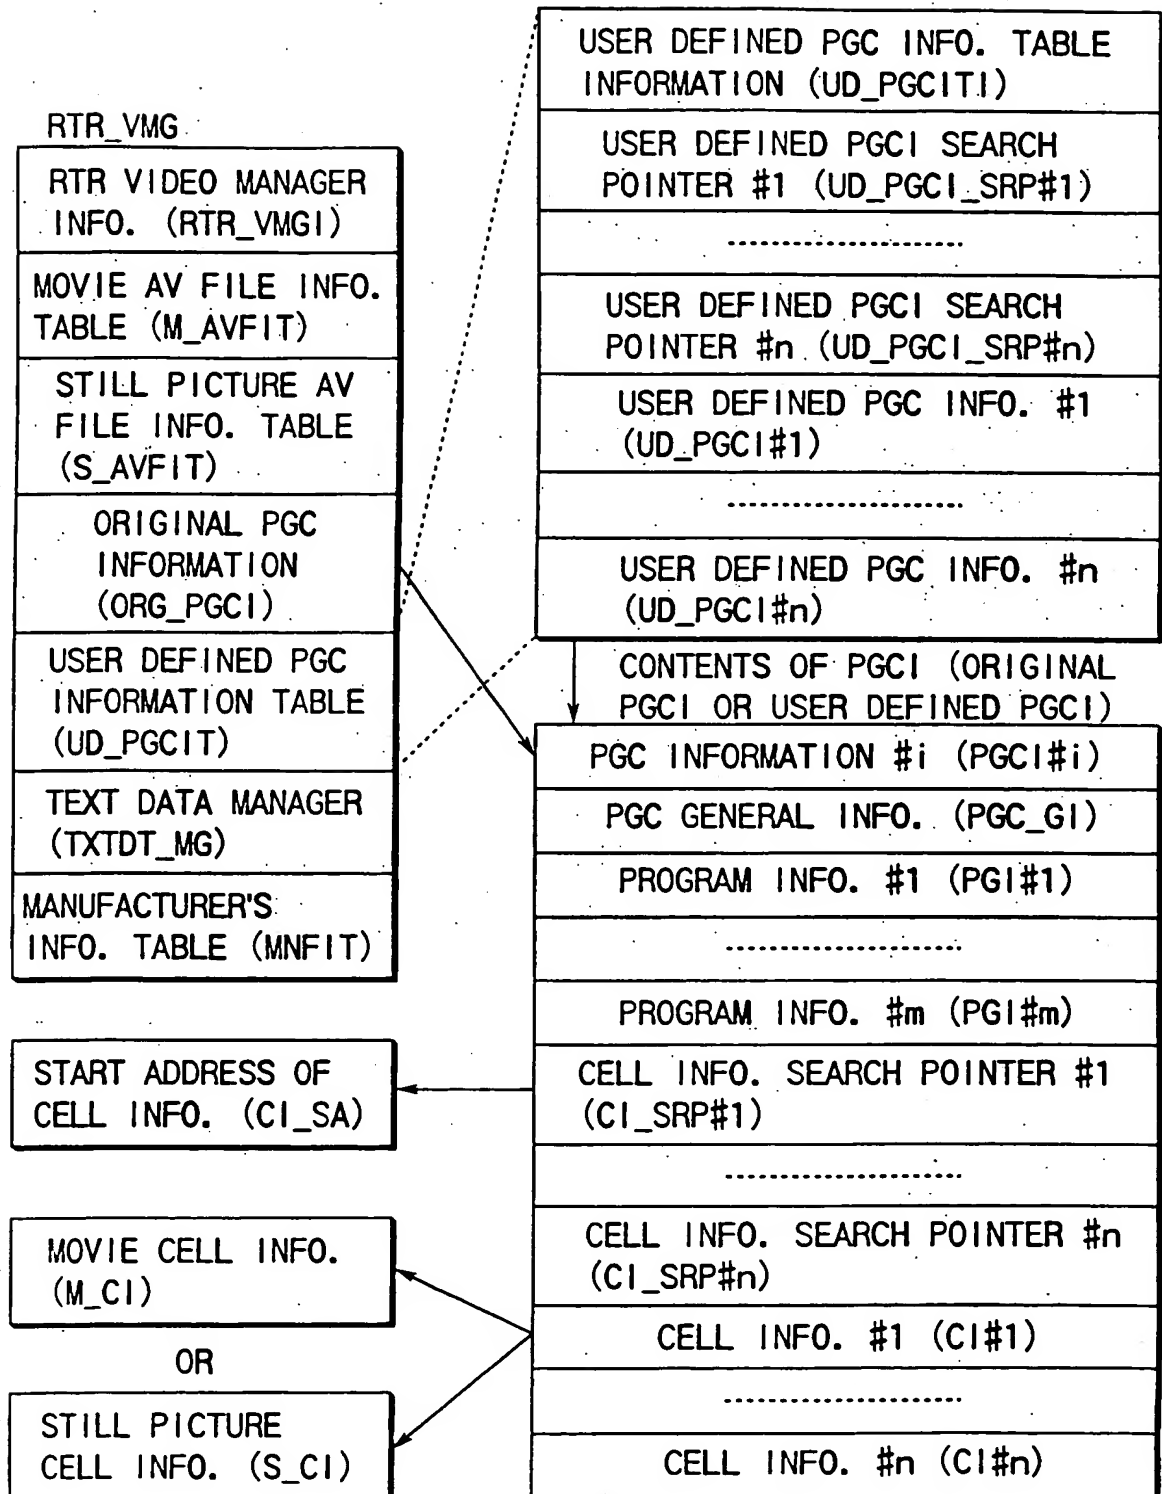 RTR_VMG
RTR VIDEO MANAGER
INFO. (RTR_VMGI)
MOVIE AV FILE INFO.
TABLE (M_AVFIT)
STILL PICTURE AV
FILE INFO. TABLE
(S_AVFIT)
ORIGINAL PGC
INFORMATION
(ORG_PGCI)
USER DEFINED PGC
INFORMATION TABLE
(UD_PGCIT)
TEXT DATA MANAGER
(TXTDT_MG)
MANUFACTURER'S
INFO. TABLE (MNFIT)
USER DEFINED PGC INFO. TABLE
INFORMATION (UD_PGCITI)
USER DEFINED PGCI SEARCH
POINTER #1 (UD_PGCI_SRP#1)
.....................
USER DEFINED PGCI SEARCH
POINTER #n (UD_PGCI_SRP#n)
USER DEFINED PGC INFO. #1
(UD_PGCI#1)
.....................
USER DEFINED PGC INFO. #n
(UD_PGCI#n)
CONTENTS OF PGCI (ORIGINAL
PGCI OR USER DEFINED PGCI)
PGC INFORMATION #i (PGCI#i)
PGC GENERAL INFO. (PGC_GI)
PROGRAM INFO. #1 (PGI#1)
.....................
PROGRAM INFO. #m (PGI#m)
CELL INFO. SEARCH POINTER #1
(CI_SRP#1)
.....................
CELL INFO. SEARCH POINTER #n
(CI_SRP#n)
CELL INFO. #1 (CI#1)
.....................
CELL INFO. #n (CI#n)
START ADDRESS OF
CELL INFO. (CI_SA)
MOVIE CELL INFO.
(M_CI)
OR
STILL PICTURE
CELL INFO. (S_CI)